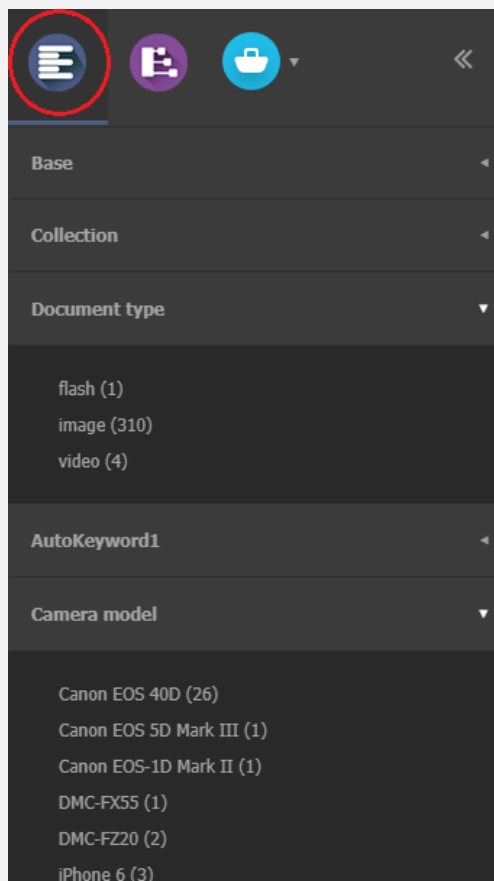 Base
Collection
Document type
flash (1)
image (310)
video (4)
AutoKeyword1
Camera model
Canon EOS 40D (26)
Canon EOS 5D Mark III (1)
Canon EOS-1D Mark II (1)
DMC-FX55 (1)
DMC-FZ20 (2)
iPhone 6 (3)